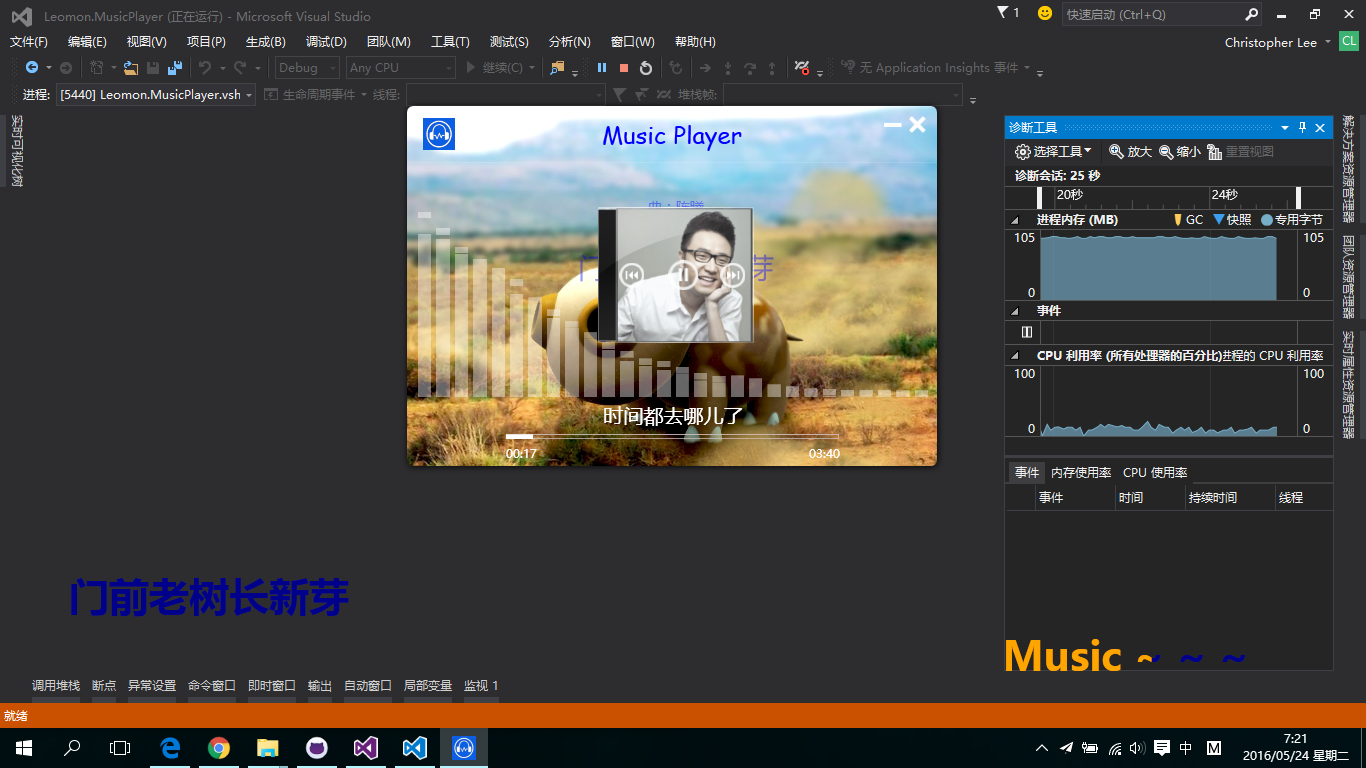 Leomon.MusicPlayer (正在运行) - Microsoft Visual Studio
1
快速启动 (Ctrl+Q)
文件(F) 编辑(E) 视图(V) 项目(P) 生成(B) 调试(D) 团队(M) 工具(T) 测试(S) 分析(N) 窗口(W) 帮助(H)
Christopher Lee CL
Debug Any CPU 继续(C) 无 Application Insights 事件
进程: [5440] Leomon.MusicPlayer.vsh 生命周期事件 线程: 堆栈帧:
实时可视化树
Music Player
曲：陈曦
门
芽
时间都去哪儿了
00:17 03:40
诊断工具
选择工具 放大 缩小 重置视图
诊断会话: 25 秒
20秒 24秒
进程内存 (MB) GC 快照 专用字节
105 105
0 0
事件
CPU 利用率 (所有处理器的百分比)进程的 CPU 利用率
100 100
0 0
事件 内存使用率 CPU 使用率
事件 时间 持续时间 线程
解决方案资源管理器
团队资源管理器
实时属性资源管理器
门前老树长新芽
Music ~ ~ ~
调用堆栈 断点 异常设置 命令窗口 即时窗口 输出 自动窗口 局部变量 监视 1
就绪
中 M
7:21
2016/05/24 星期二